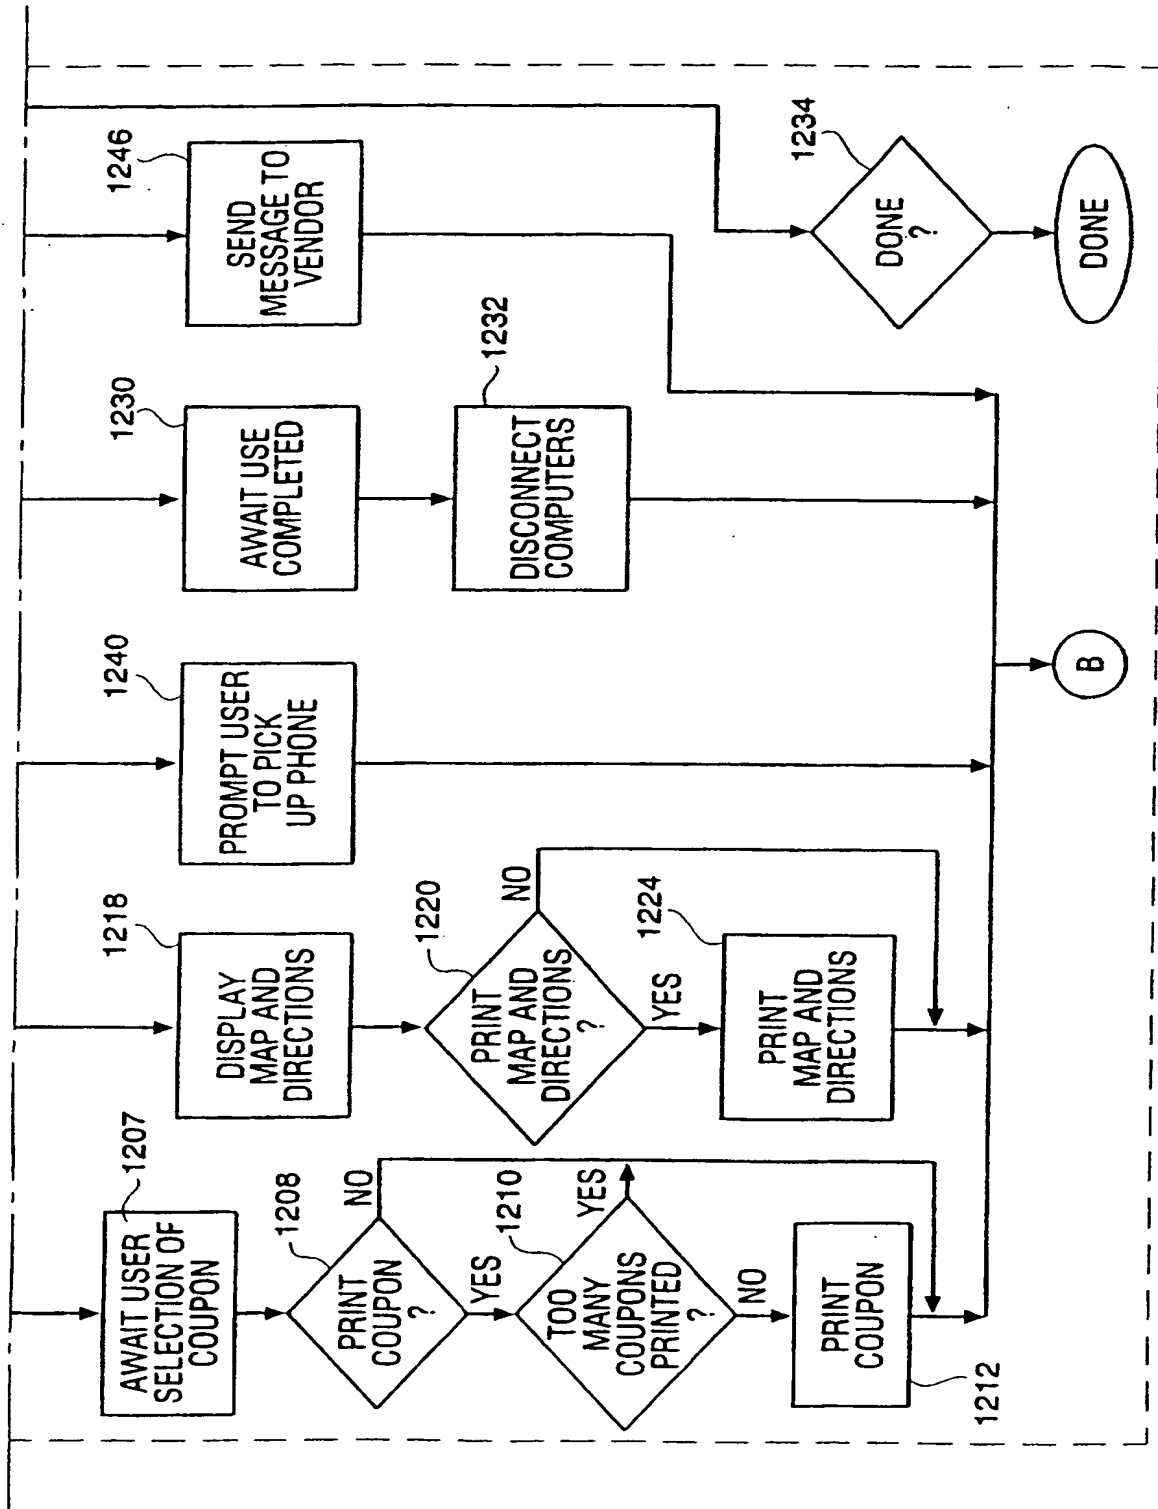 1207
AWAIT USER
SELECTION OF
COUPON
1208
PRINT
COUPON
?
NO
YES
1210
TOO
MANY
COUPONS
PRINTED
?
YES
NO
PRINT
COUPON
1212
1218
DISPLAY
MAP AND
DIRECTIONS
1220
PRINT
MAP AND
DIRECTIONS
?
NO
YES
1224
PRINT
MAP AND
DIRECTIONS
1240
PROMPT USER
TO PICK
UP PHONE
1230
AWAIT USE
COMPLETED
1232
DISCONNECT
COMPUTERS
1246
SEND
MESSAGE TO
VENDOR
1234
DONE
?
DONE
B